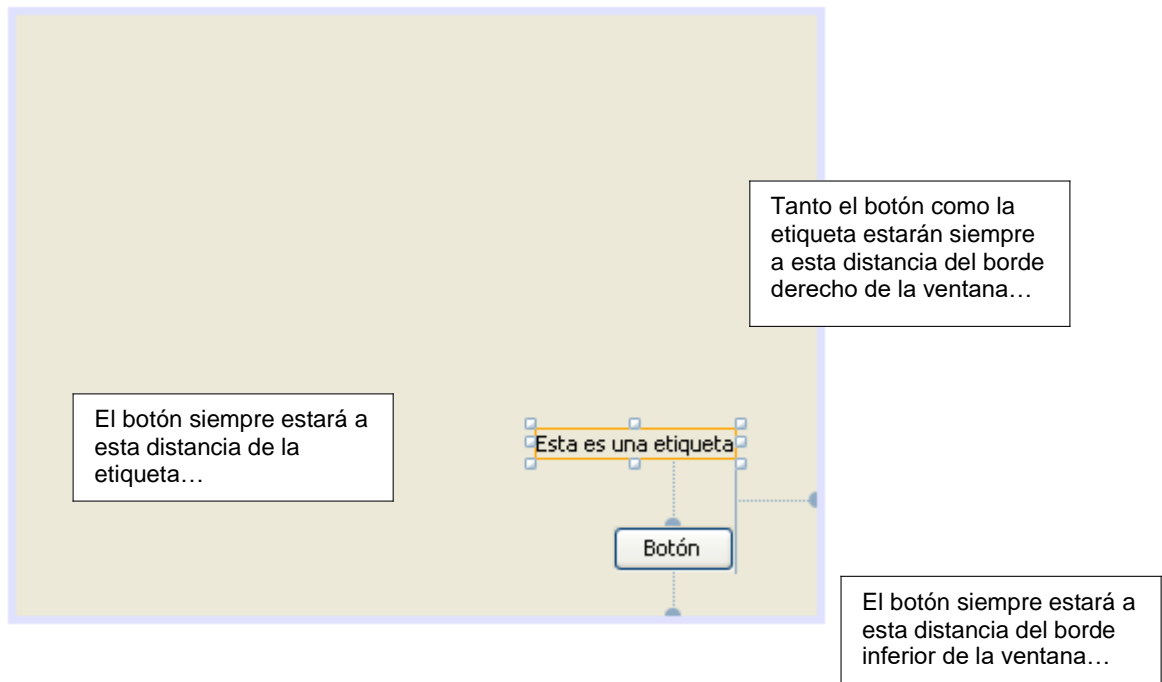 Tanto el botón como la
etiqueta estarán siempre
a esta distancia del borde
derecho de la ventana…
El botón siempre estará a
esta distancia de la
etiqueta…
Esta es una etiqueta
Botón
El botón siempre estará a
esta distancia del borde
inferior de la ventana…